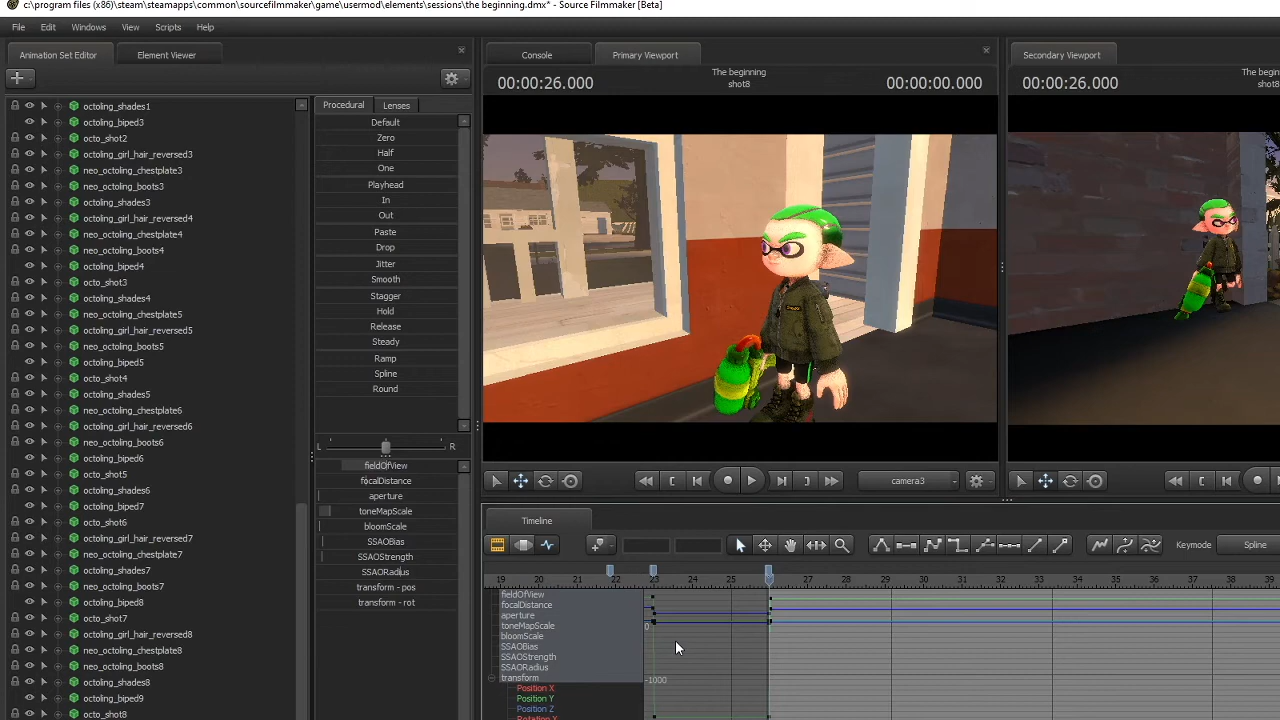 c:\program files (x86)\steam\steamapps\common\sourcefilmmaker\game\usermod\elements\sessions\the beginning.dmx* - Source Filmmaker [Beta]
File Edit Windows View Scripts Help
Animation Set Editor
Element Viewer
octoling_shades1
octoling_biped3
octo_shot2
octoling_girl_hair_reversed3
neo_octoling_chestplate3
neo_octoling_boots3
octoling_shades3
octoling_girl_hair_reversed4
neo_octoling_chestplate4
neo_octoling_boots4
octoling_biped4
octo_shot3
octoling_shades4
neo_octoling_chestplate5
octoling_girl_hair_reversed5
neo_octoling_boots5
octoling_biped5
octo_shot4
octoling_shades5
neo_octoling_chestplate6
octoling_girl_hair_reversed6
neo_octoling_boots6
octoling_biped6
octo_shot5
octoling_shades6
octoling_biped7
octo_shot6
octoling_girl_hair_reversed7
neo_octoling_chestplate7
octoling_shades7
neo_octoling_boots7
octoling_biped8
octo_shot7
octoling_girl_hair_reversed8
neo_octoling_chestplate8
neo_octoling_boots8
octoling_shades8
octoling_biped9
octo_shot8
Procedural
Lenses
Default
Zero
Half
One
Playhead
In
Out
Paste
Drop
Jitter
Smooth
Stagger
Hold
Release
Steady
Ramp
Spline
Round
L
R
fieldOfView
focalDistance
aperture
toneMapScale
bloomScale
SSAOBias
SSAOStrength
SSAORadius
transform - pos
transform - rot
Console
Primary Viewport
00:00:26.000
The beginning
shot8
00:00:00.000
camera3
Secondary Viewport
00:00:26.000
The begin
shot8
Timeline
Keymode
Spline
19 20 21 22 23 24 25 26 27 28 29 30 31 32 33 34 35 36 37 38 39
fieldOfView
focalDistance
aperture
toneMapScale
bloomScale
SSAOBias
SSAOStrength
SSAORadius
transform
Position X
Position Y
Position Z
Rotation X
0
-1000